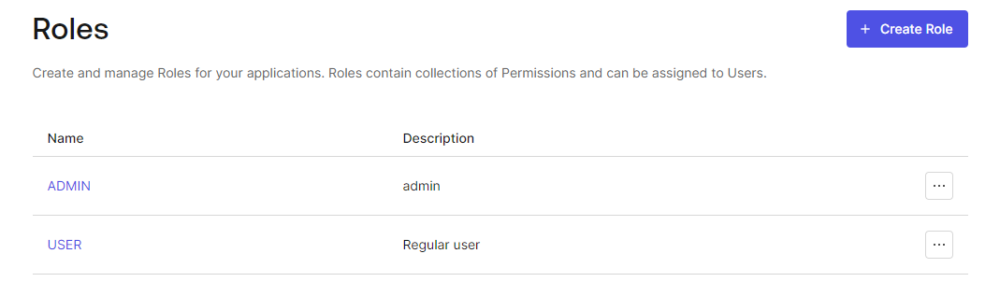 Roles
+ Create Role
Create and manage Roles for your applications. Roles contain collections of Permissions and can be assigned to Users.
Name Description
ADMIN admin ...
USER Regular user ...